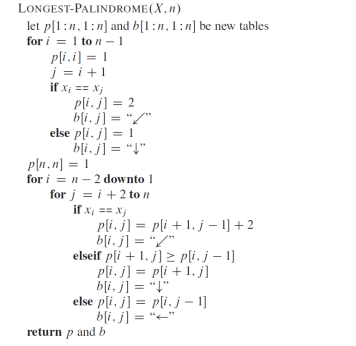 LONGEST-PALINDROME(X, n)
let p[1:n, 1:n] and b[1:n, 1:n] be new tables
for i = 1 to n − 1
p[i, i] = 1
j = i + 1
if xᵢ == xⱼ
p[i, j] = 2
b[i, j] = “↙”
else p[i, j] = 1
b[i, j] = “↓”
p[n, n] = 1
for i = n − 2 downto 1
for j = i + 2 to n
if xᵢ == xⱼ
p[i, j] = p[i + 1, j − 1] + 2
b[i, j] = “↙”
elseif p[i + 1, j] ≥ p[i, j − 1]
p[i, j] = p[i + 1, j]
b[i, j] = “↓”
else p[i, j] = p[i, j − 1]
b[i, j] = “←”
return p and b